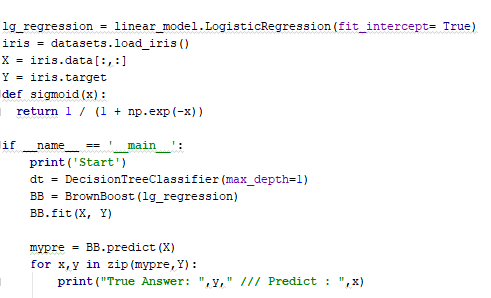 lg_regression = linear_model.LogisticRegression(fit_intercept= True)
iris = datasets.load_iris()
X = iris.data[:,:]
Y = iris.target
def sigmoid(x):
  return 1 / (1 + np.exp(-x))
if __name__ == '__main__':
    print('Start')
    dt = DecisionTreeClassifier(max_depth=1)
    BB = BrownBoost(lg_regression)
    BB.fit(X, Y)
    mypre = BB.predict(X)
    for x,y in zip(mypre,Y):
        print("True Answer: ",y," /// Predict : ",x)